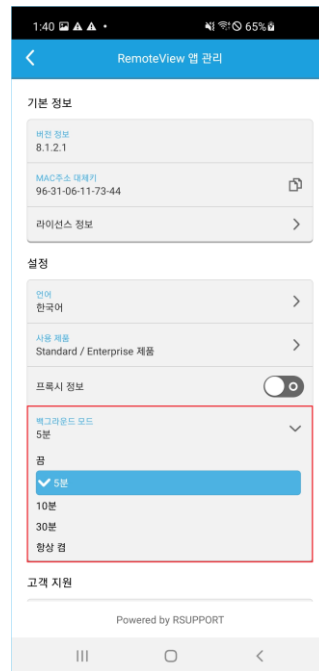 1:40
65%
RemoteView 앱 관리
기본 정보
버전 정보
8.1.2.1
MAC주소 대체키
96-31-06-11-73-44
라이선스 정보
설정
언어
한국어
사용 제품
Standard / Enterprise 제품
프록시 정보
백그라운드 모드
5분
끔
5분
10분
30분
항상 켬
고객 지원
Powered by RSUPPORT